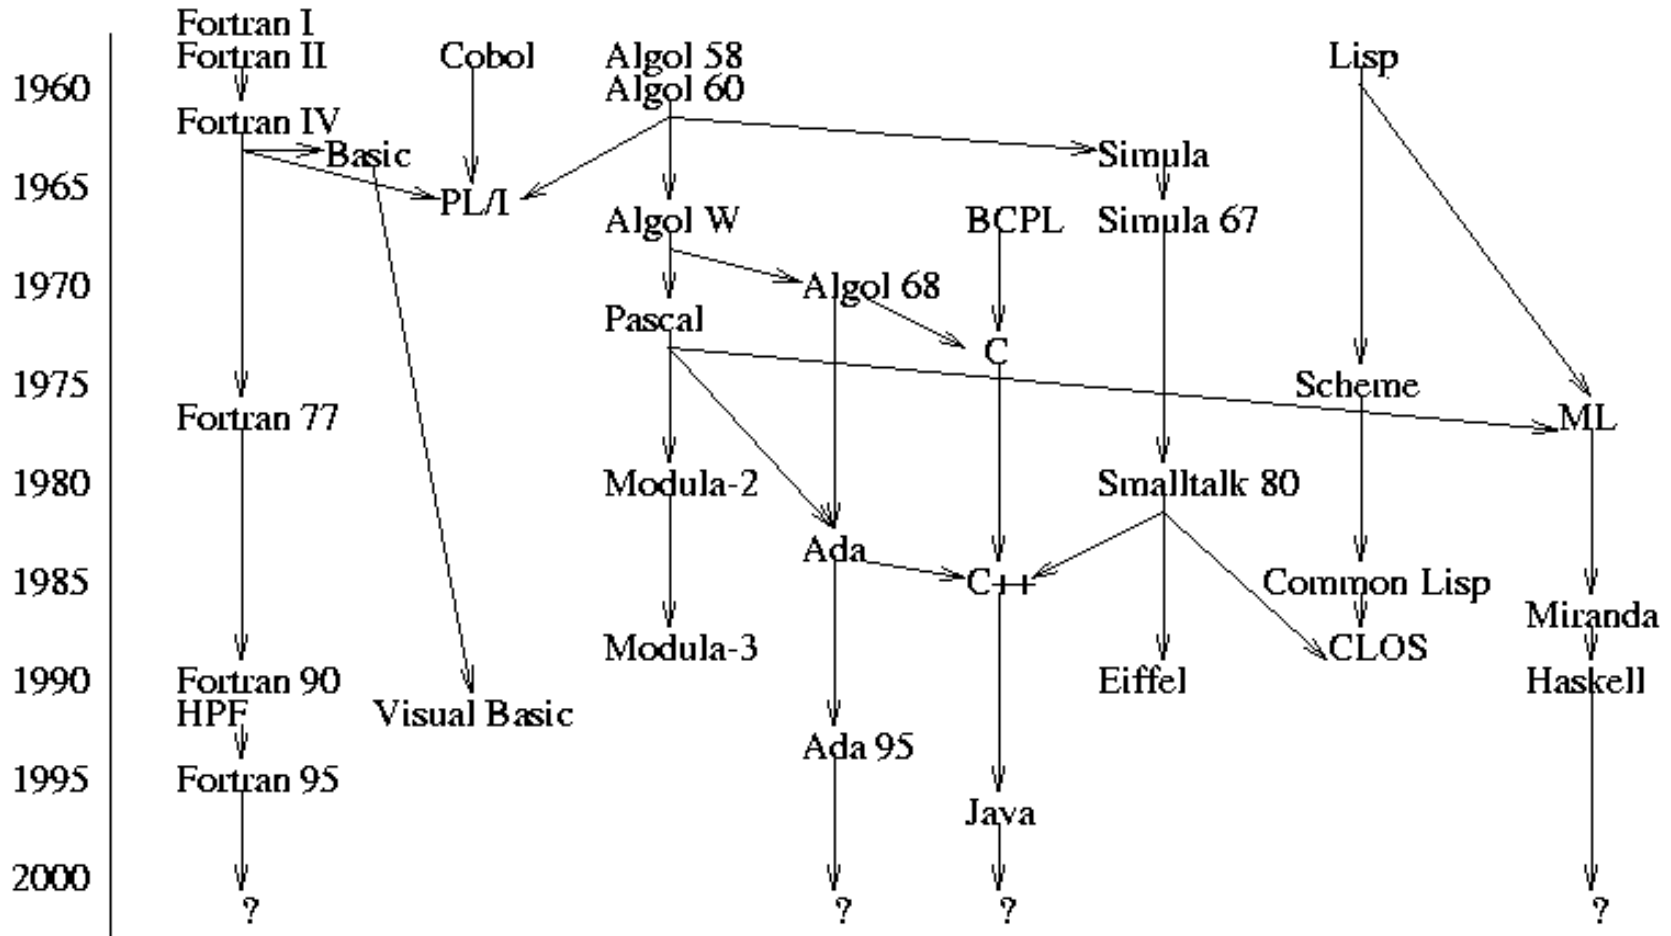 Fortran I
Fortran II Cobol Algol 58 Lisp
1960 Algol 60
Fortran IV
Basic Simula
1965 PL/I
Algol W BCPL Simula 67
1970 Algol 68
Pascal
C
1975 Scheme
Fortran 77 ML
1980 Modula-2 Smalltalk 80
Ada
1985 C++ Common Lisp
Miranda
Modula-3 CLOS
1990 Fortran 90 Eiffel Haskell
HPF Visual Basic
Ada 95
1995 Fortran 95
Java
2000
? ? ? ?